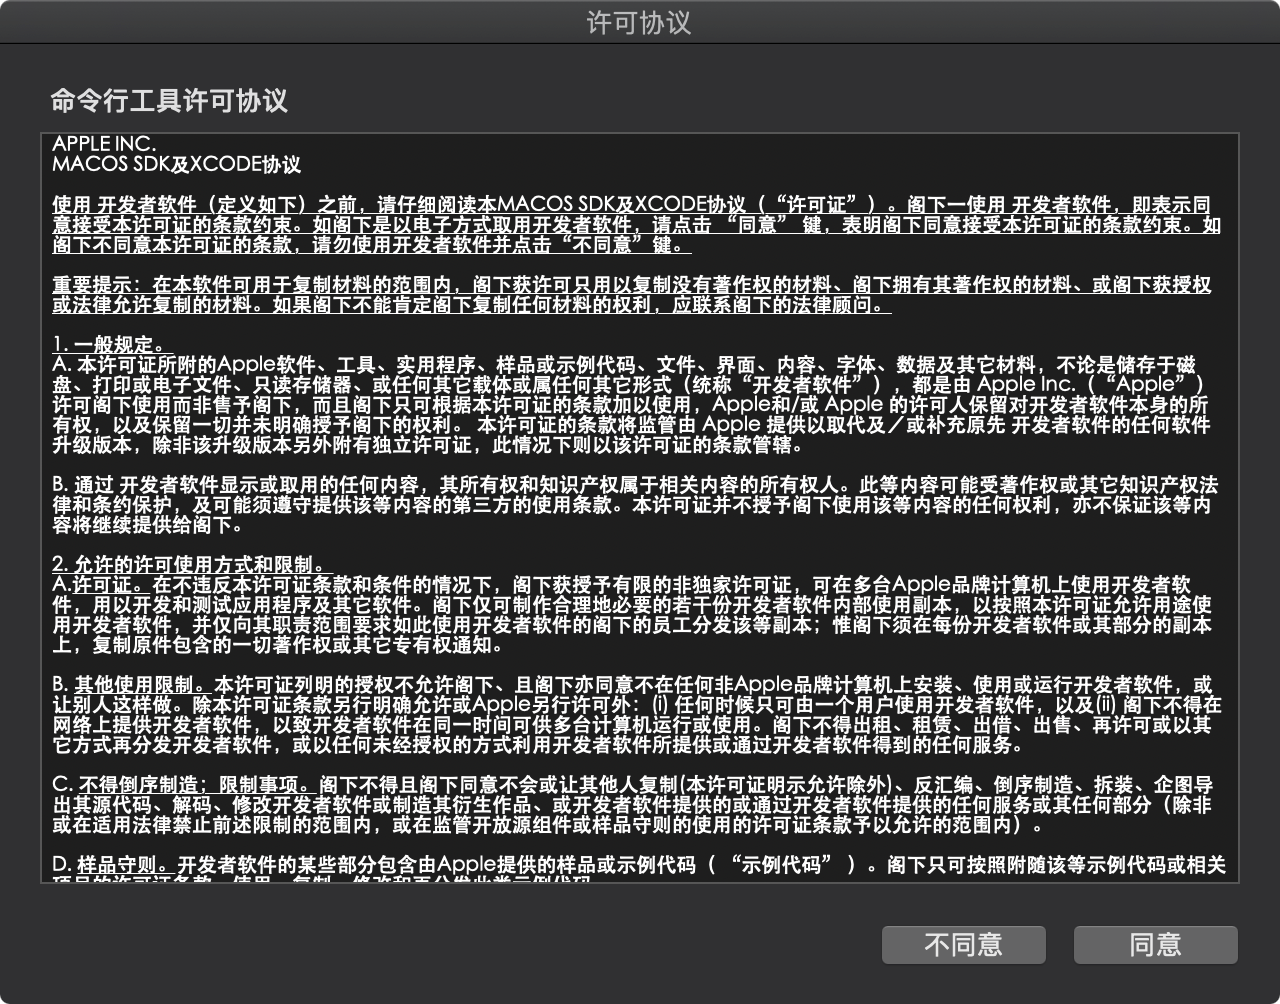 许可协议
命令行工具许可协议
APPLE INC.
MACOS SDK及XCODE协议
使用 开发者软件（定义如下）之前，请仔细阅读本MACOS SDK及XCODE协议（“许可证”）。阁下一使用 开发者软件，即表示同
意接受本许可证的条款约束。如阁下是以电子方式取用开发者软件，请点击 “同意” 键，表明阁下同意接受本许可证的条款约束。如
阁下不同意本许可证的条款，请勿使用开发者软件并点击“不同意”键。
重要提示：在本软件可用于复制材料的范围内，阁下获许可只用以复制没有著作权的材料、阁下拥有其著作权的材料、或阁下获授权
或法律允许复制的材料。如果阁下不能肯定阁下复制任何材料的权利，应联系阁下的法律顾问。
1. 一般规定。
A. 本许可证所附的Apple软件、工具、实用程序、样品或示例代码、文件、界面、内容、字体、数据及其它材料，不论是储存于磁
盘、打印或电子文件、只读存储器、或任何其它载体或属任何其它形式（统称“开发者软件”），都是由 Apple Inc.（“Apple”）
许可阁下使用而非售予阁下，而且阁下只可根据本许可证的条款加以使用，Apple和/或 Apple 的许可人保留对开发者软件本身的所
有权，以及保留一切并未明确授予阁下的权利。 本许可证的条款将监管由 Apple 提供以取代及／或补充原先 开发者软件的任何软件
升级版本，除非该升级版本另外附有独立许可证，此情况下则以该许可证的条款管辖。
B. 通过 开发者软件显示或取用的任何内容，其所有权和知识产权属于相关内容的所有权人。此等内容可能受著作权或其它知识产权法
律和条约保护，及可能须遵守提供该等内容的第三方的使用条款。本许可证并不授予阁下使用该等内容的任何权利，亦不保证该等内
容将继续提供给阁下。
2. 允许的许可使用方式和限制。
A.许可证。在不违反本许可证条款和条件的情况下，阁下获授予有限的非独家许可证，可在多台Apple品牌计算机上使用开发者软
件，用以开发和测试应用程序及其它软件。阁下仅可制作合理地必要的若干份开发者软件内部使用副本，以按照本许可证允许用途使
用开发者软件，并仅向其职责范围要求如此使用开发者软件的阁下的员工分发该等副本；惟阁下须在每份开发者软件或其部分的副本
上，复制原件包含的一切著作权或其它专有权通知。
B. 其他使用限制。本许可证列明的授权不允许阁下、且阁下亦同意不在任何非Apple品牌计算机上安装、使用或运行开发者软件，或
让别人这样做。除本许可证条款另行明确允许或Apple另行许可外：(i) 任何时候只可由一个用户使用开发者软件，以及(ii) 阁下不得在
网络上提供开发者软件，以致开发者软件在同一时间可供多台计算机运行或使用。阁下不得出租、租赁、出借、出售、再许可或以其
它方式再分发开发者软件，或以任何未经授权的方式利用开发者软件所提供或通过开发者软件得到的任何服务。
C. 不得倒序制造；限制事项。阁下不得且阁下同意不会或让其他人复制(本许可证明示允许除外)、反汇编、倒序制造、拆装、企图导
出其源代码、解码、修改开发者软件或制造其衍生作品、或开发者软件提供的或通过开发者软件提供的任何服务或其任何部分（除非
或在适用法律禁止前述限制的范围内，或在监管开放源组件或样品守则的使用的许可证条款予以允许的范围内）。
D. 样品守则。开发者软件的某些部分包含由Apple提供的样品或示例代码（ “示例代码” ）。阁下只可按照附随该等示例代码或相关
不同意
同意